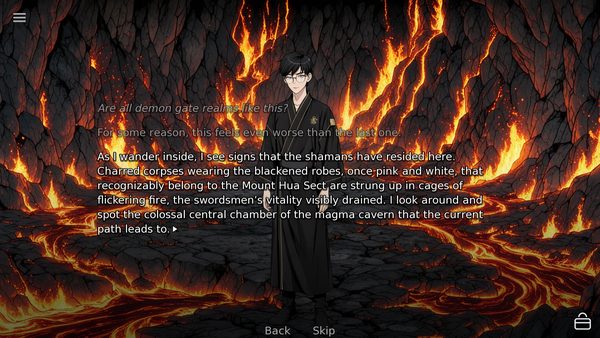 Are all demon gate realms like this?
For some reason, this feels even worse than the last one.
As I wander inside, I see signs that the shamans have resided here.
Charred corpses wearing the blackened robes, once pink and white, that
recognizably belong to the Mount Hua Sect are strung up in cages of
flickering fire, the swordsmen's vitality visibly drained. I look around and
spot the colossal central chamber of the magma cavern that the current
path leads to.
Back Skip